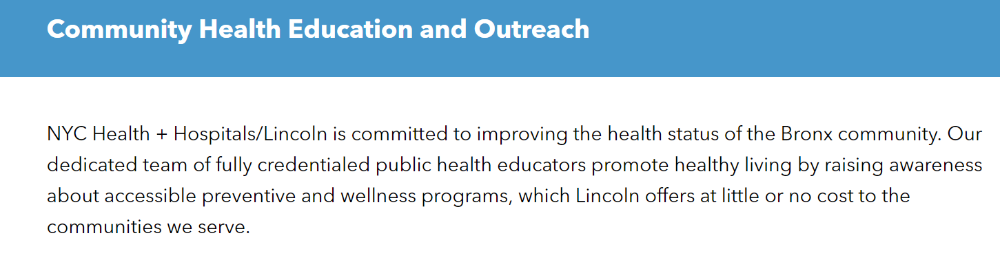 Community Health Education and Outreach
NYC Health + Hospitals/Lincoln is committed to improving the health status of the Bronx community. Our
dedicated team of fully credentialed public health educators promote healthy living by raising awareness
about accessible preventive and wellness programs, which Lincoln offers at little or no cost to the
communities we serve.